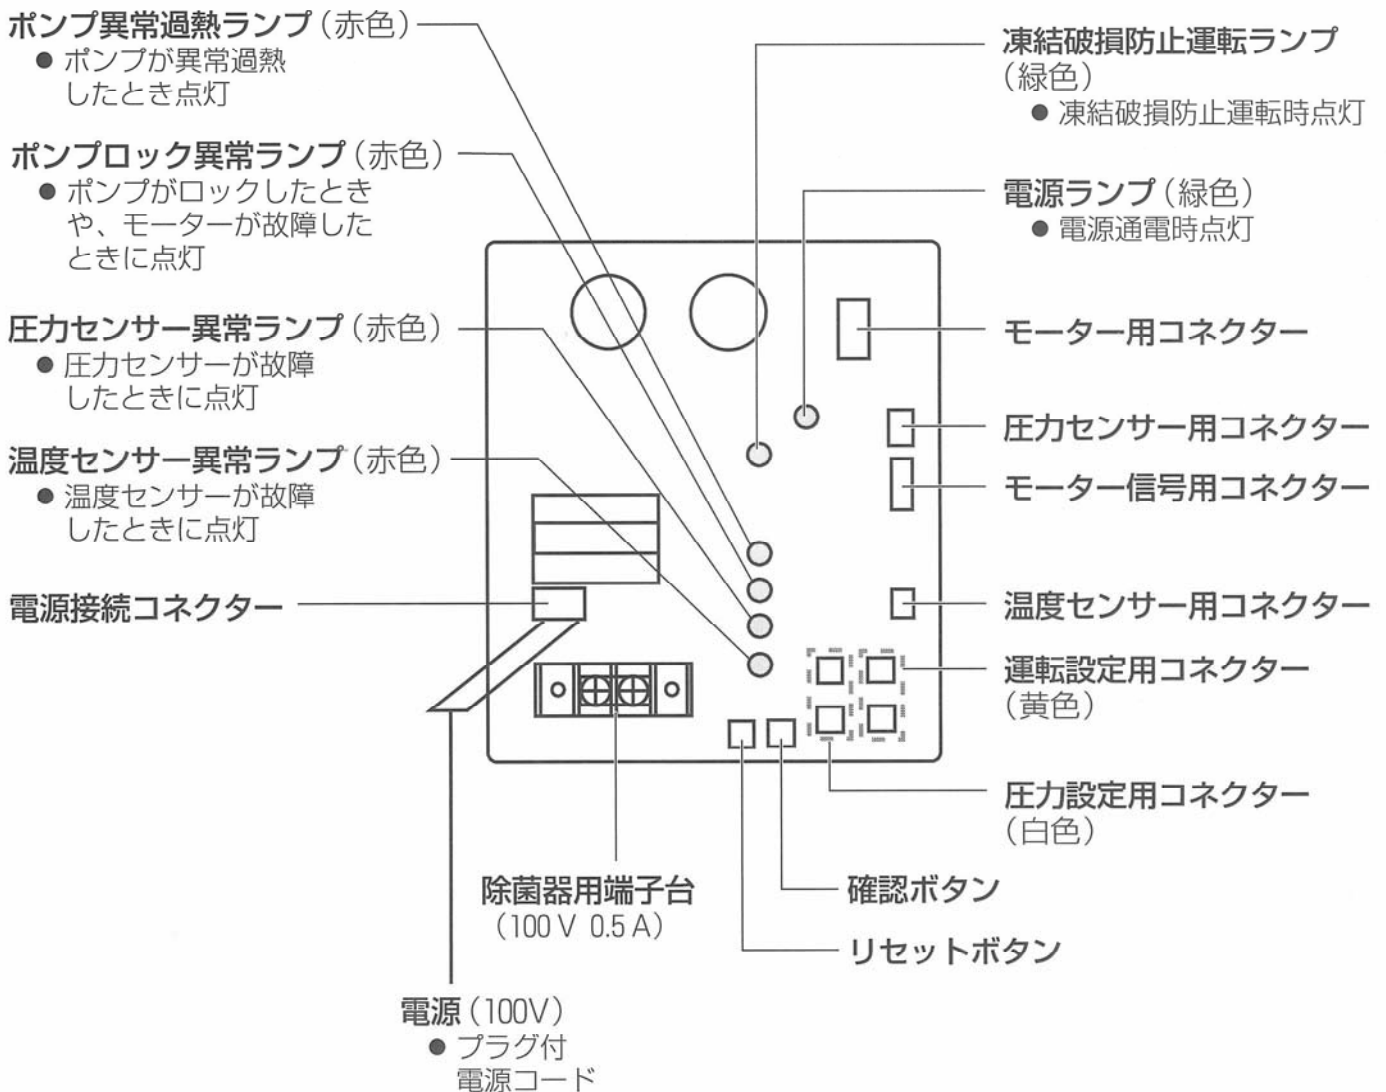 ポンプ異常過熱ランプ(赤色)
● ポンプが異常過熱
したとき点灯
ポンプロック異常ランプ(赤色)
● ポンプがロックしたとき
や、モーターが故障した
ときに点灯
圧力センサー異常ランプ(赤色)
● 圧力センサーが故障
したときに点灯
温度センサー異常ランプ(赤色)
● 温度センサーが故障
したときに点灯
電源接続コネクター
凍結破損防止運転ランプ
(緑色)
● 凍結破損防止運転時点灯
電源ランプ(緑色)
● 電源通電時点灯
モーター用コネクター
圧力センサー用コネクター
モーター信号用コネクター
温度センサー用コネクター
運転設定用コネクター
(黄色)
圧力設定用コネクター
(白色)
除菌器用端子台
(100V 0.5A)
確認ボタン
リセットボタン
電源(100V)
● プラグ付
電源コード